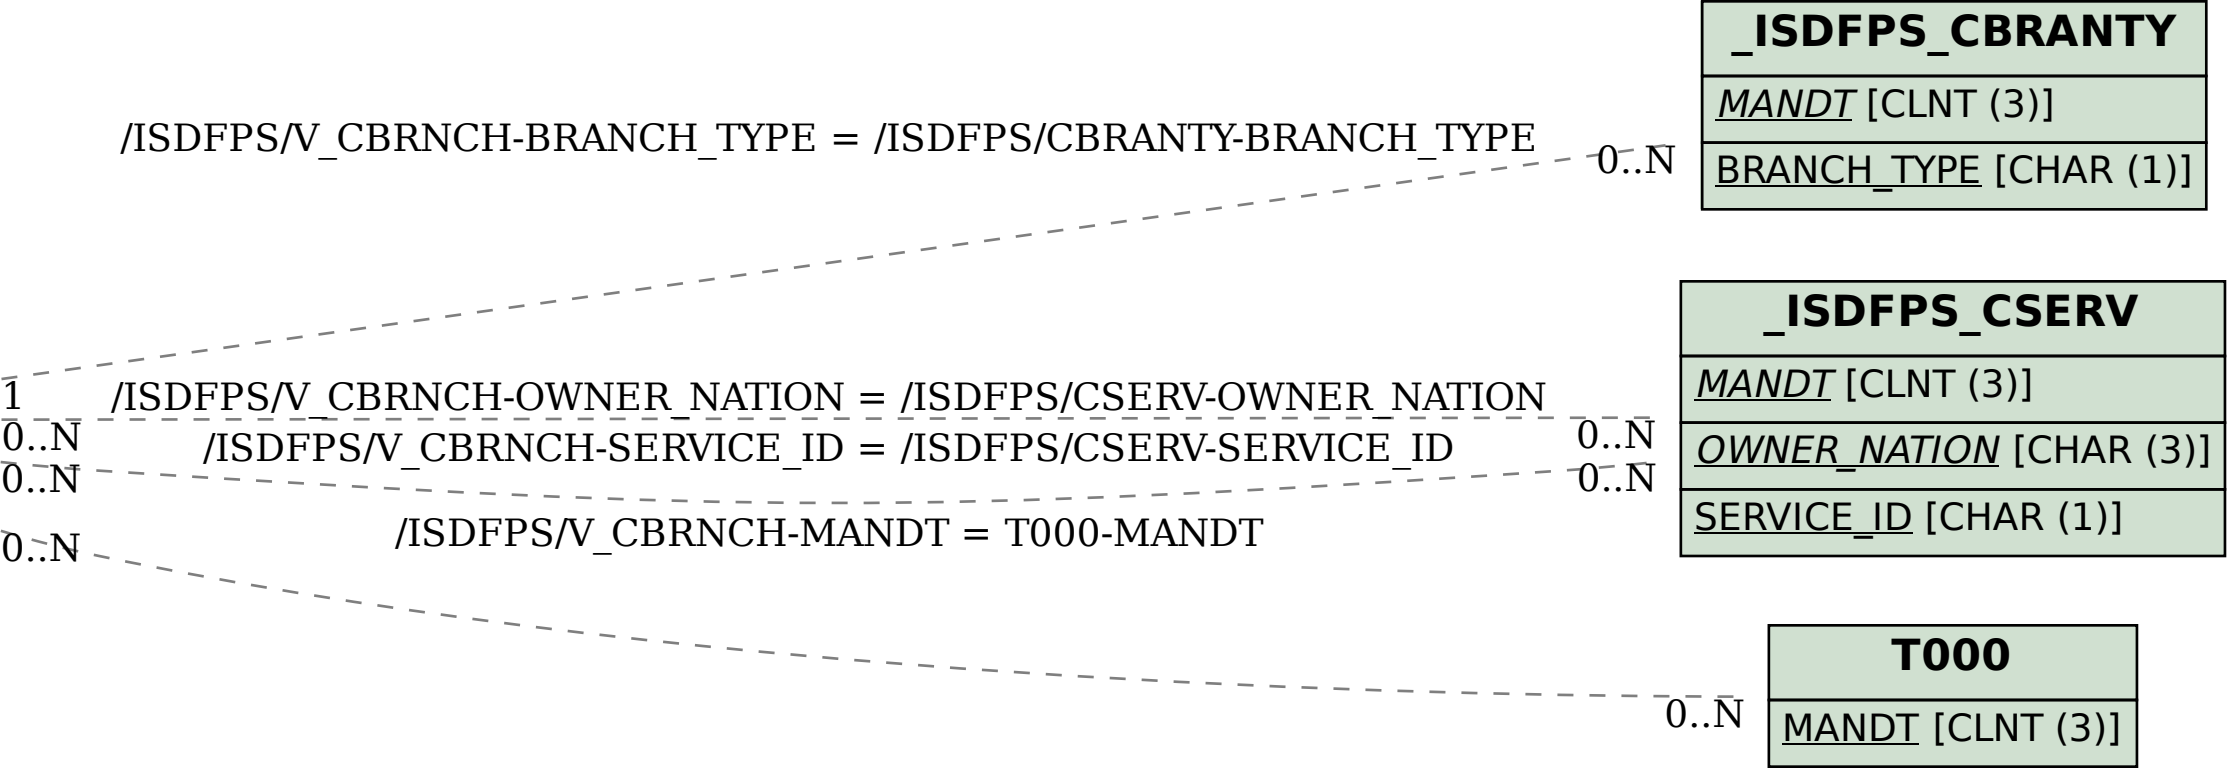 _ISDFPS_CBRANTY
MANDT [CLNT (3)]
BRANCH_TYPE [CHAR (1)]
/ISDFPS/V_CBRNCH-BRANCH_TYPE = /ISDFPS/CBRANTY-BRANCH_TYPE
0..N
1
/ISDFPS/V_CBRNCH-OWNER_NATION = /ISDFPS/CSERV-OWNER_NATION
0..N
0..N
/ISDFPS/V_CBRNCH-SERVICE_ID = /ISDFPS/CSERV-SERVICE_ID
0..N
0..N
_ISDFPS_CSERV
MANDT [CLNT (3)]
OWNER_NATION [CHAR (3)]
SERVICE_ID [CHAR (1)]
/ISDFPS/V_CBRNCH-MANDT = T000-MANDT
0..N
0..N
T000
MANDT [CLNT (3)]